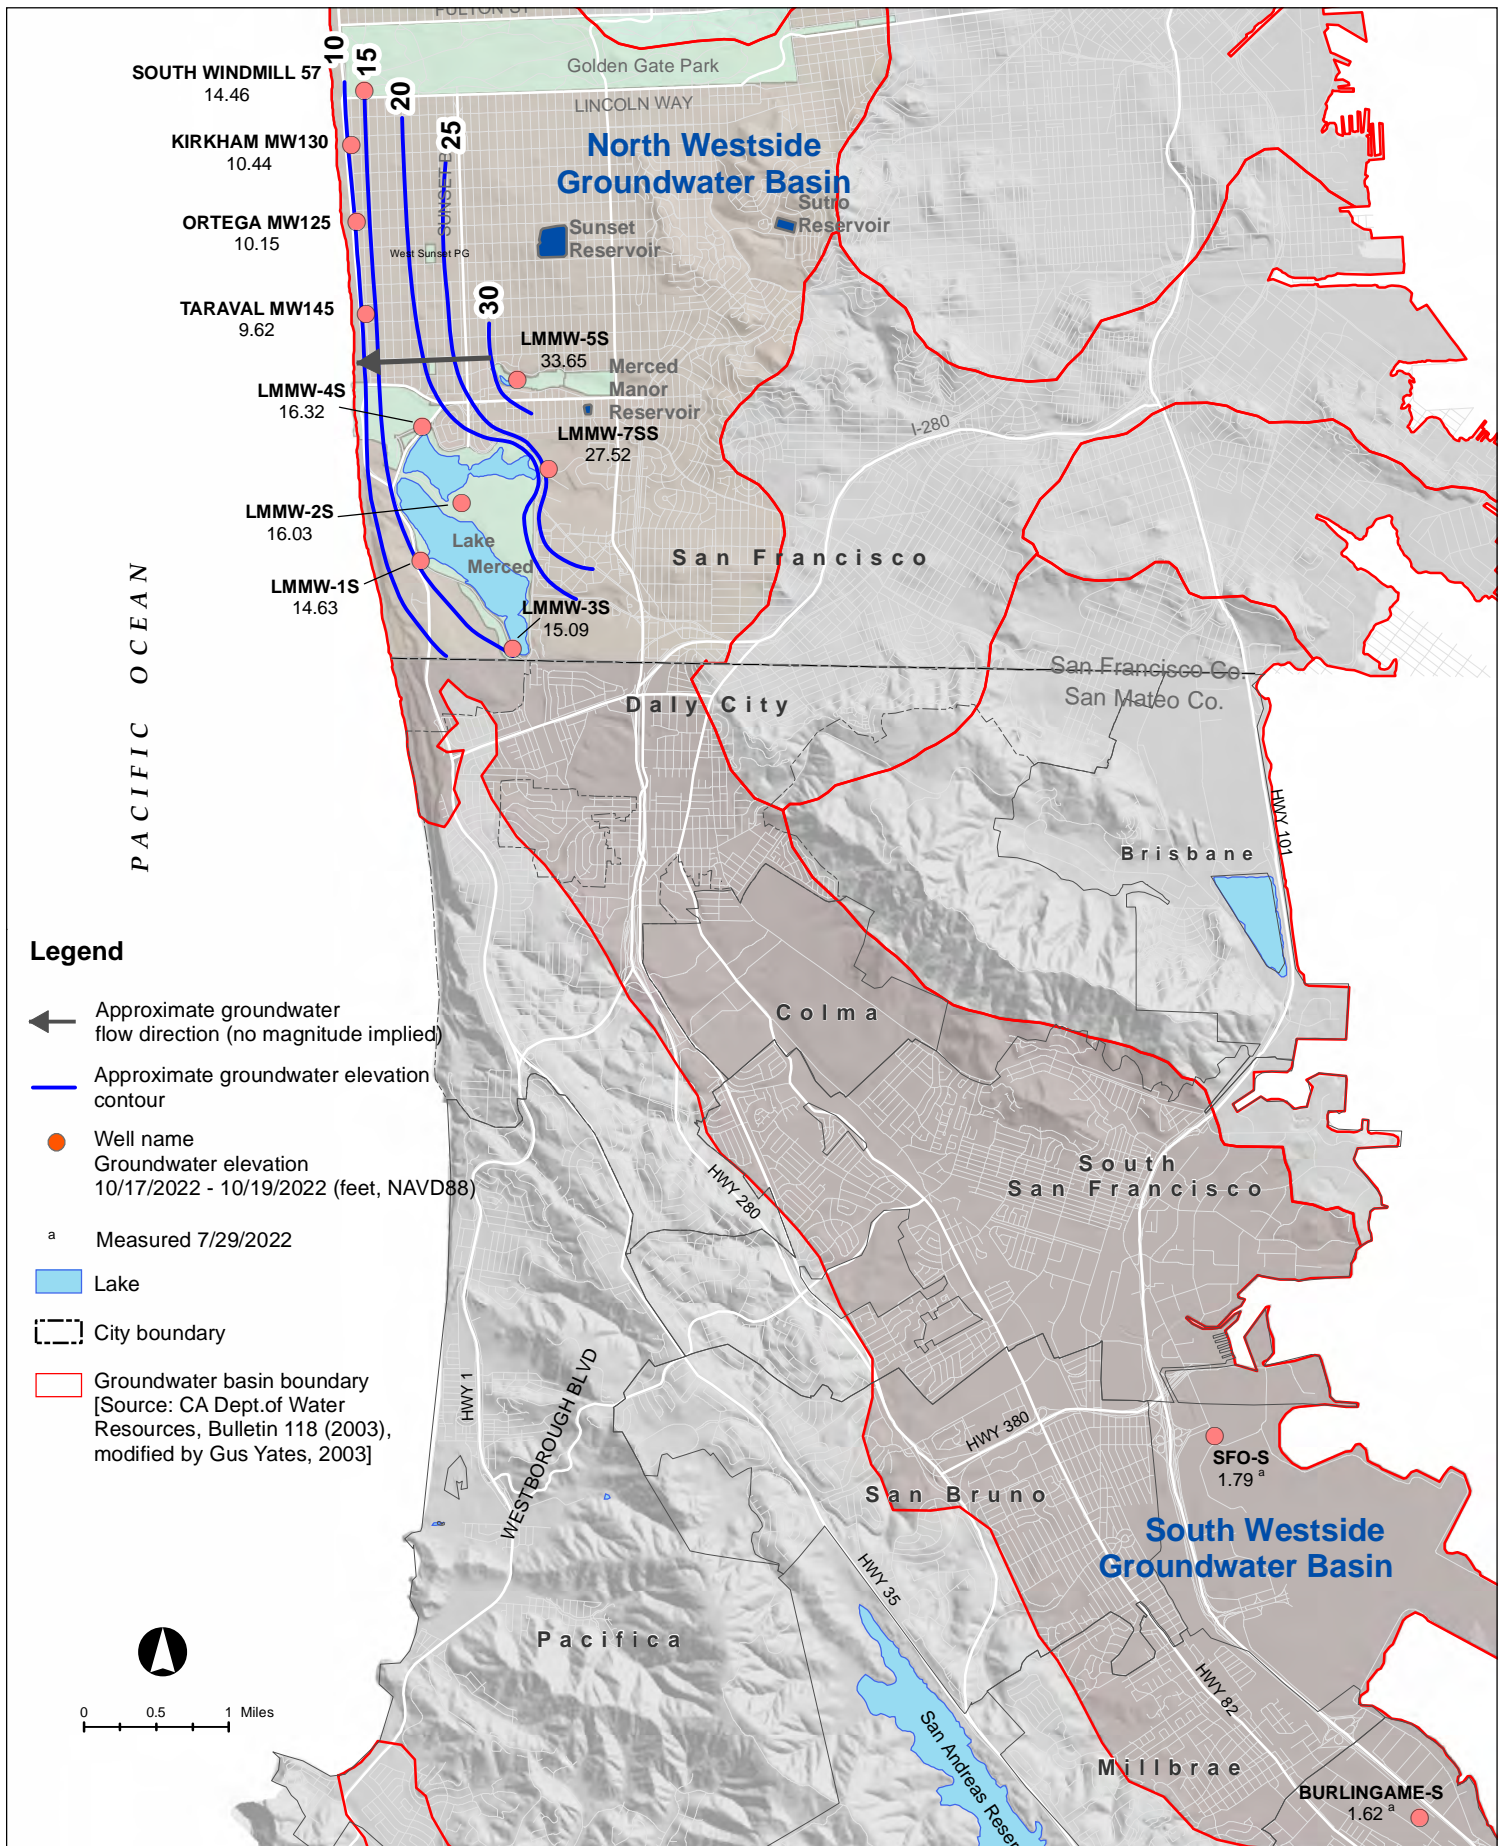 FULTON ST
10
15
20
25
30
SOUTH WINDMILL 57
14.46
Golden Gate Park
LINCOLN WAY
KIRKHAM MW130
10.44
North Westside
Groundwater Basin
SUNSET B
ORTEGA MW125
10.15
West Sunset PG
Sunset
Reservoir
Sutro
Reservoir
TARAVAL MW145
9.62
LMMW-5S
33.65
Merced
Manor
Reservoir
LMMW-4S
16.32
LMMW-7SS
27.52
I-280
LMMW-2S
16.03
Lake
Merced
San Francisco
LMMW-1S
14.63
LMMW-3S
15.09
PACIFIC OCEAN
San Francisco Co.
San Mateo Co.
Daly City
HWY 101
Brisbane
Colma
South
San Francisco
HWY 280
HWY 1
WESTBOROUGH BLVD
HWY 380
San Bruno
SFO-S
1.79 a
South Westside
Groundwater Basin
HWY 35
Pacifica
HWY 82
San Andreas Reser
Millbrae
BURLINGAME-S
1.62 a
Legend
Approximate groundwater
flow direction (no magnitude implied)
Approximate groundwater elevation
contour
Well name
Groundwater elevation
10/17/2022 - 10/19/2022 (feet, NAVD88)
a Measured 7/29/2022
Lake
City boundary
Groundwater basin boundary
[Source: CA Dept.of Water
Resources, Bulletin 118 (2003),
modified by Gus Yates, 2003]
0 0.5 1 Miles